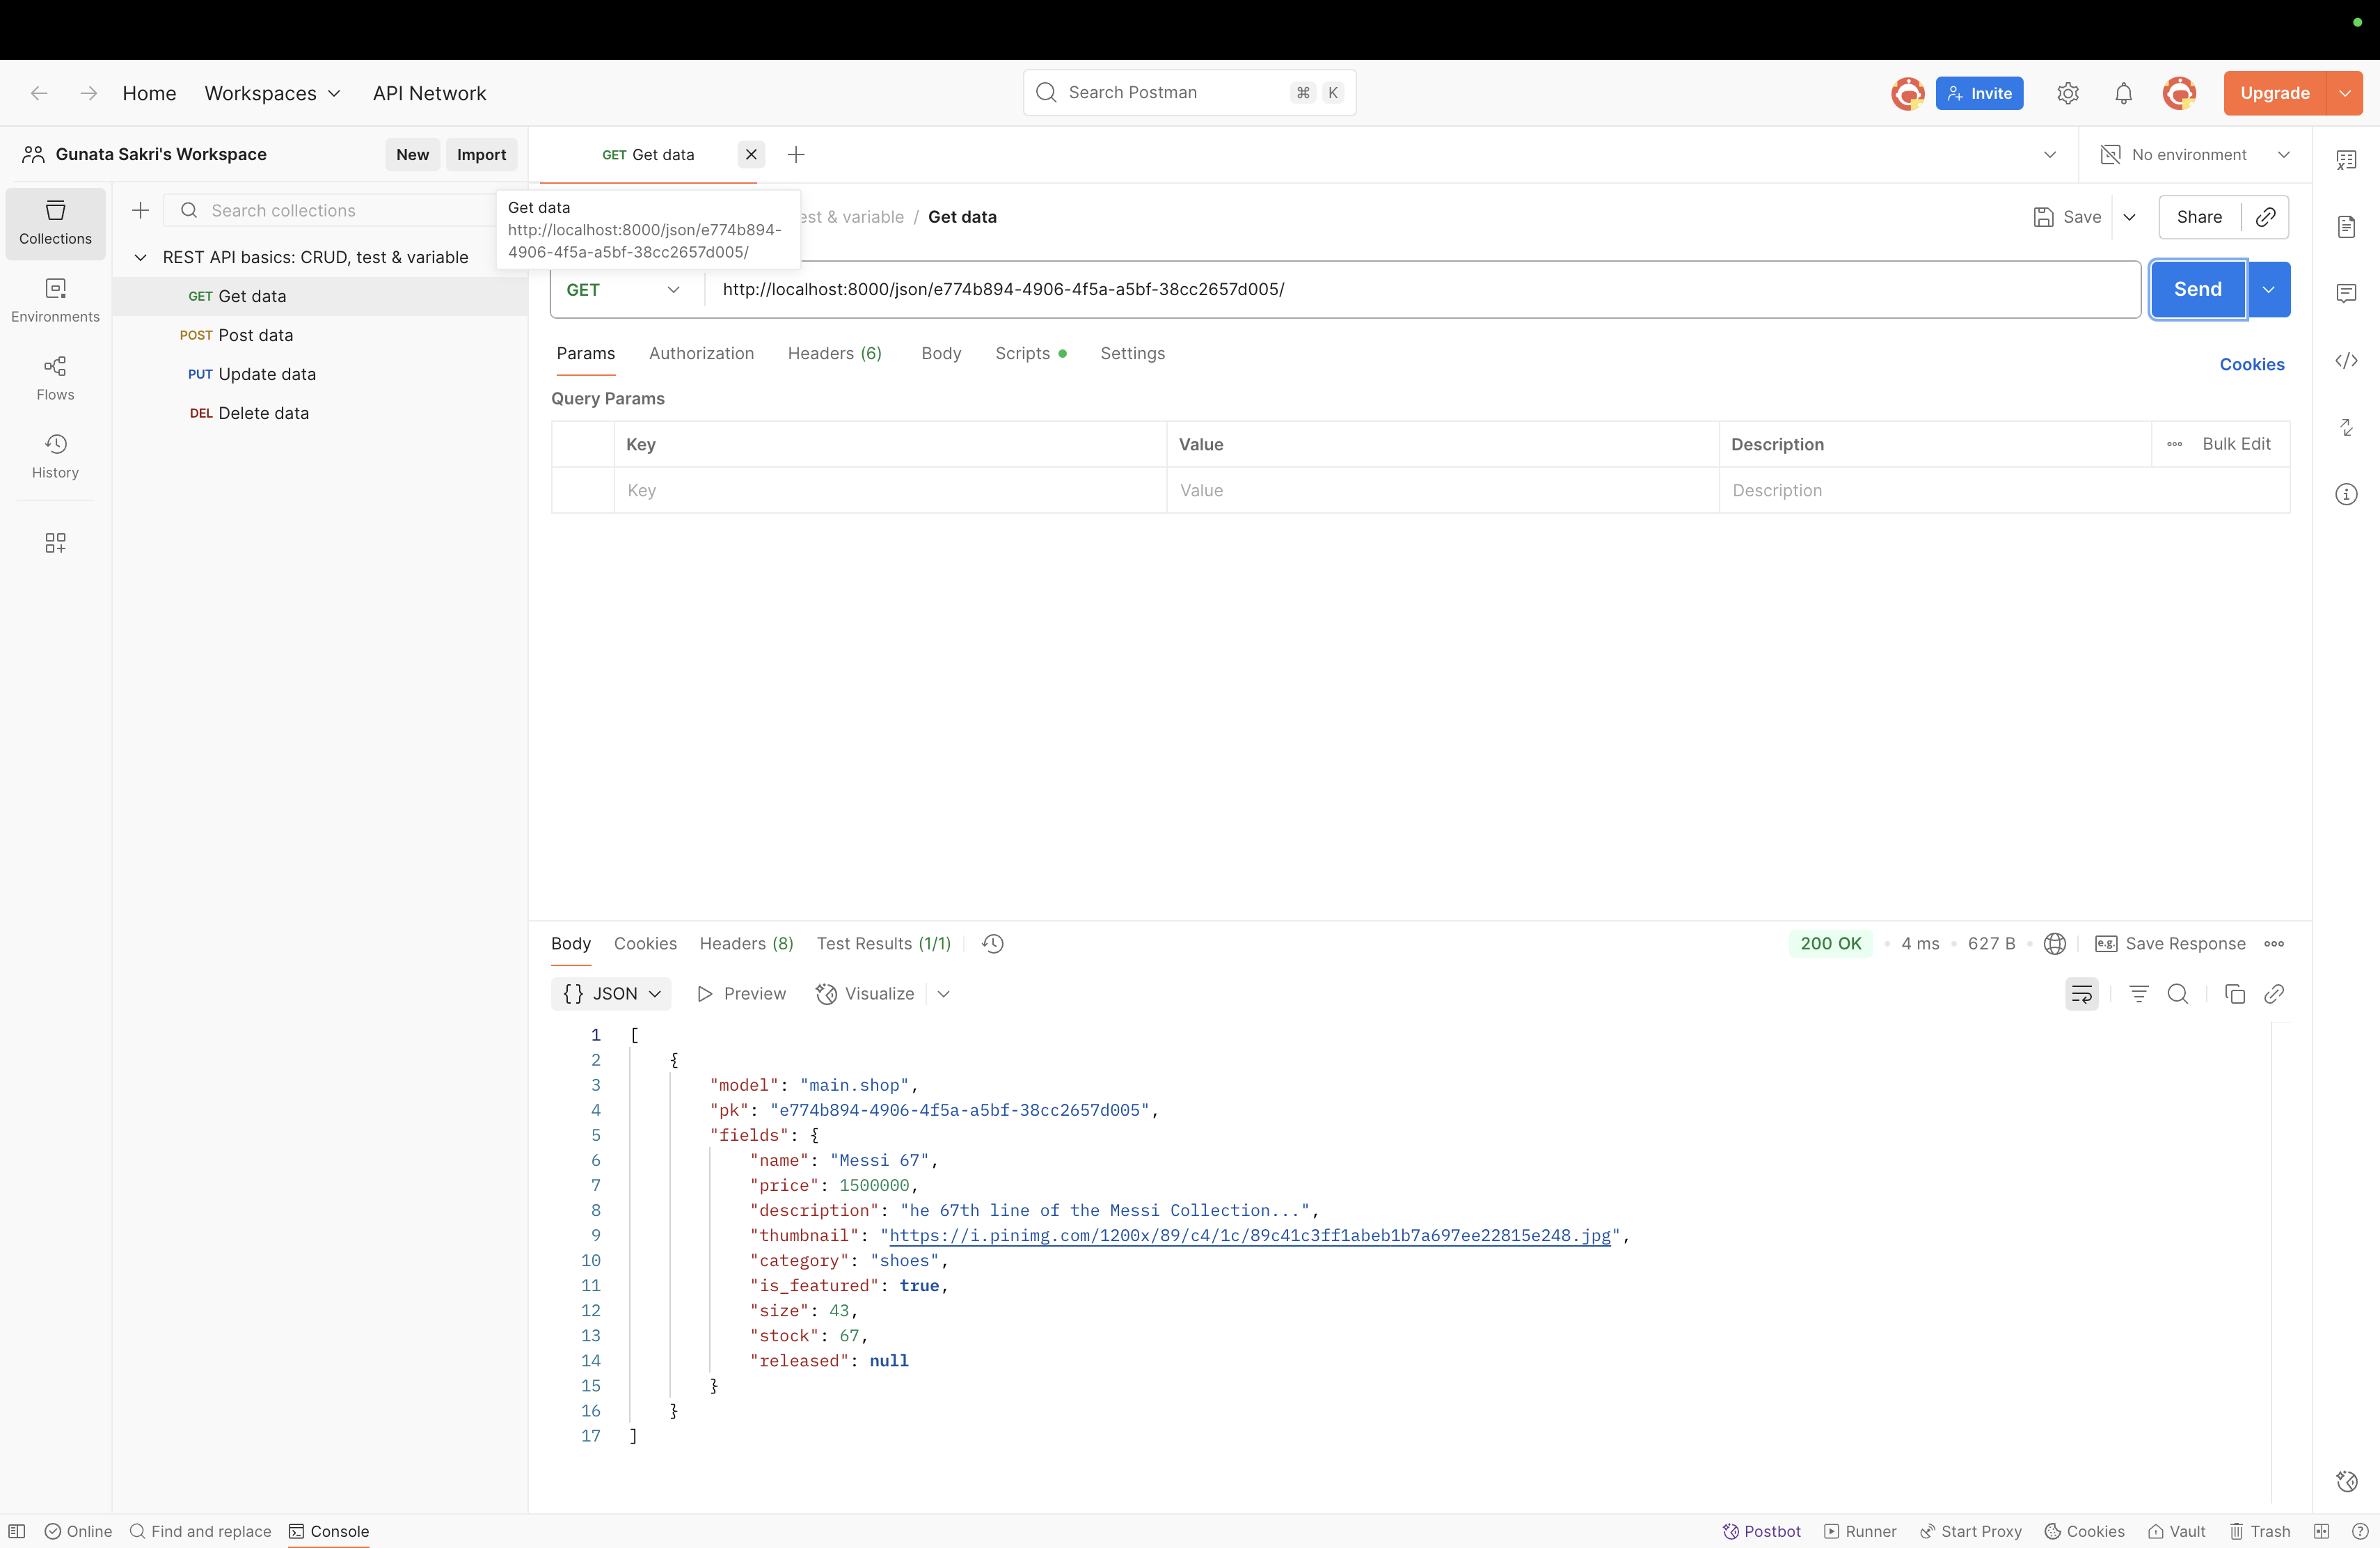 Home Workspaces API Network Search Postman ⌘ K Invite Upgrade
Gunata Sakri's Workspace New Import GET Get data No environment
Collections
Search collections
Get data
http://localhost:8000/json/e774b894-
4906-4f5a-a5bf-38cc2657d005/
est & variable / Get data Save Share
REST API basics: CRUD, test & variable
GET Get data
POST Post data
PUT Update data
DEL Delete data
Environments
Flows
History
GET http://localhost:8000/json/e774b894-4906-4f5a-a5bf-38cc2657d005/ Send
Params Authorization Headers (6) Body Scripts Settings Cookies
Query Params
Key Value Description Bulk Edit
Key Value Description
Body Cookies Headers (8) Test Results (1/1) 200 OK 4 ms 627 B e.g. Save Response
{} JSON Preview Visualize
1 [
2 {
3 "model": "main.shop",
4 "pk": "e774b894-4906-4f5a-a5bf-38cc2657d005",
5 "fields": {
6 "name": "Messi 67",
7 "price": 1500000,
8 "description": "he 67th line of the Messi Collection...",
9 "thumbnail": "https://i.pinimg.com/1200x/89/c4/1c/89c41c3ff1abeb1b7a697ee22815e248.jpg",
10 "category": "shoes",
11 "is_featured": true,
12 "size": 43,
13 "stock": 67,
14 "released": null
15 }
16 }
17 ]
Online Find and replace Console Postbot Runner Start Proxy Cookies Vault Trash